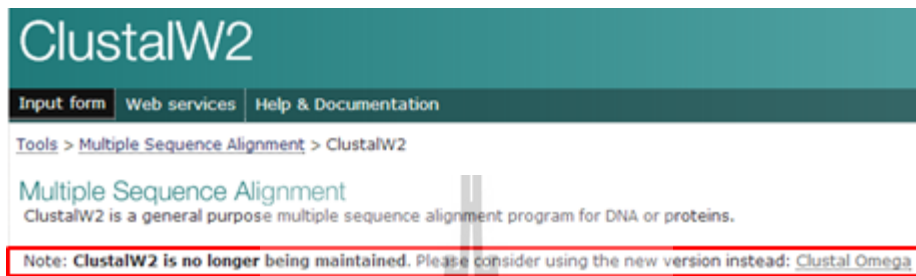 ClustalW2
Input form Web services Help & Documentation
Tools > Multiple Sequence Alignment > ClustalW2
Multiple Sequence Alignment
ClustalW2 is a general purpose multiple sequence alignment program for DNA or proteins.
Note: ClustalW2 is no longer being maintained. Please consider using the new version instead: Clustal Omega